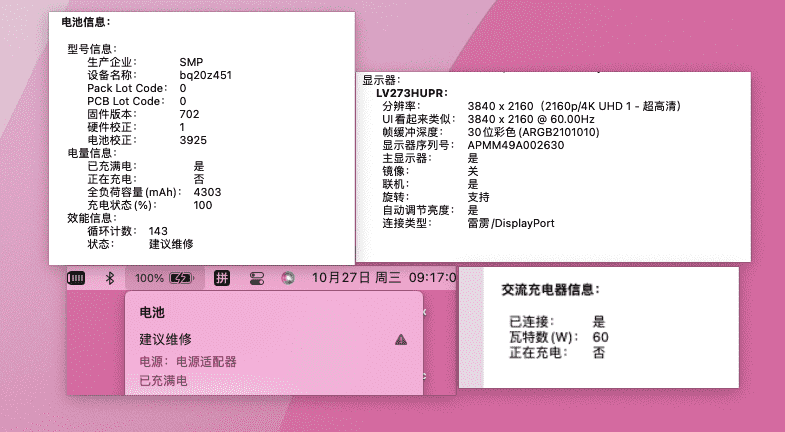 电池信息：
型号信息：
生产企业： SMP
设备名称： bq20z451
Pack Lot Code： 0
PCB Lot Code： 0
固件版本： 702
硬件校正： 1
电池校正： 3925
电量信息：
已充满电： 是
正在充电： 否
全负荷容量 (mAh)： 4303
充电状态 (%)： 100
效能信息：
循环计数： 143
状态： 建议维修
显示器：
LV273HUPR：
分辨率： 3840 x 2160（2160p/4K UHD 1 - 超高清）
UI 看起来类似： 3840 x 2160 @ 60.00Hz
帧缓冲深度： 30 位彩色 (ARGB2101010)
显示器序列号： APMM49A002630
主显示器： 是
镜像： 关
联机： 是
旋转： 支持
自动调节亮度： 是
连接类型： 雷雳/DisplayPort
100% 拼 10月27日 周三 09:17:0
电池
建议维修
电源：电源适配器
已充满电
交流充电器信息：
已连接： 是
瓦特数 (W)： 60
正在充电： 否